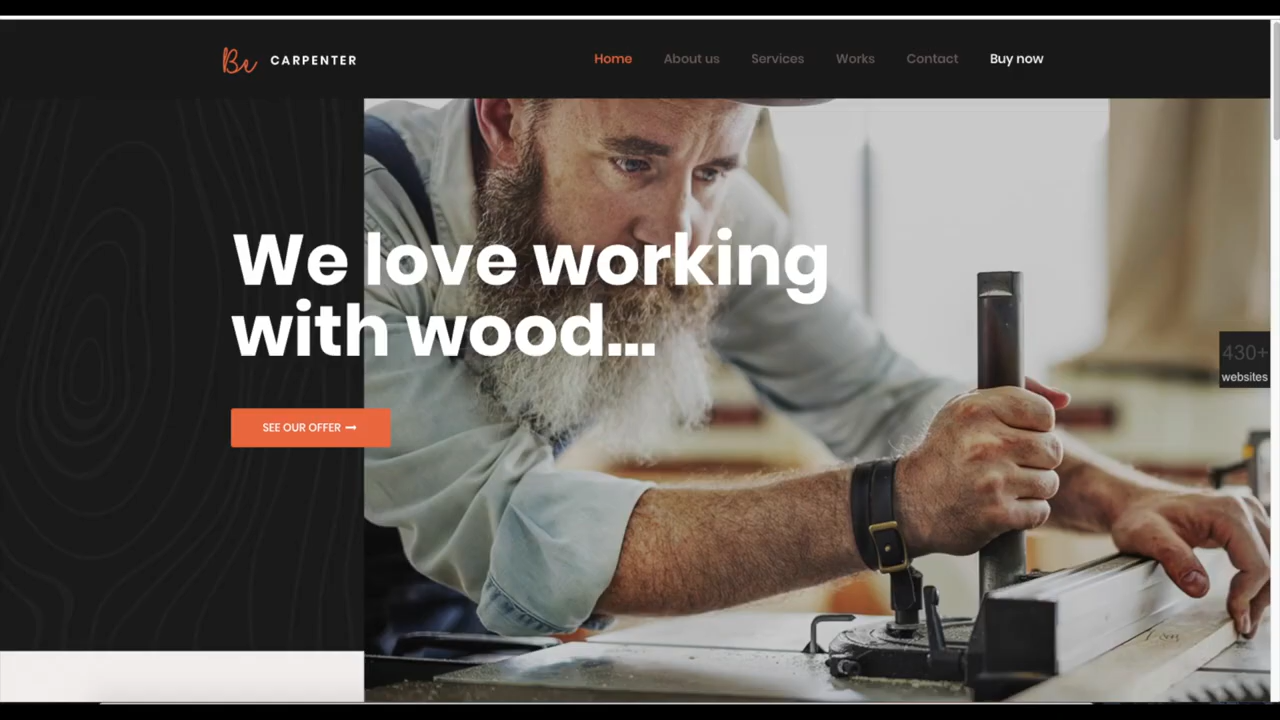 Be CARPENTER
Home About us Services Works Contact Buy now
We love working
with wood...
SEE OUR OFFER
430+
websites